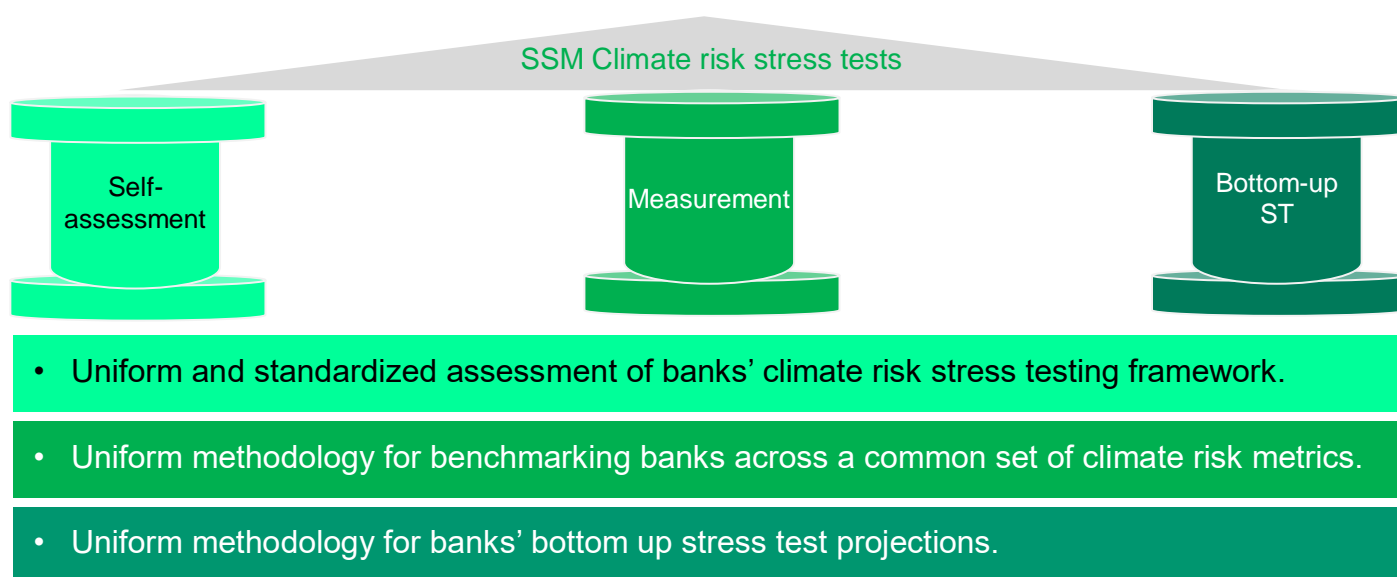 SSM Climate risk stress tests
Self-
assessment
Measurement
Bottom-up
ST
• Uniform and standardized assessment of banks’ climate risk stress testing framework.
• Uniform methodology for benchmarking banks across a common set of climate risk metrics.
• Uniform methodology for banks’ bottom up stress test projections.